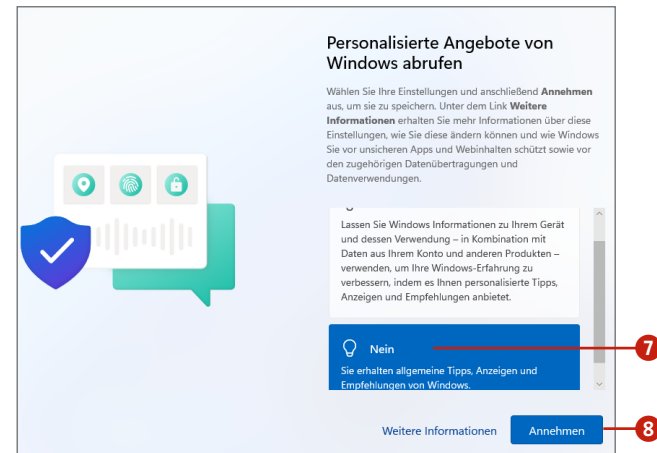 Personalisierte Angebote von
Windows abrufen
Wählen Sie Ihre Einstellungen und anschließend Annehmen
aus, um sie zu speichern. Unter dem Link Weitere
Informationen erhalten Sie mehr Informationen über diese
Einstellungen, wie Sie diese ändern können und wie Windows
Sie vor unsicheren Apps und Webinhalten schützt sowie vor
den zugehörigen Datenübertragungen und
Datenverwendungen.
Lassen Sie Windows Informationen zu Ihrem Gerät
und dessen Verwendung – in Kombination mit
Daten aus Ihrem Konto und anderen Produkten –
verwenden, um Ihre Windows-Erfahrung zu
verbessern, indem es Ihnen personalisierte Tipps,
Anzeigen und Empfehlungen anbietet.
Nein
7
Sie erhalten allgemeine Tipps, Anzeigen und
Empfehlungen von Windows.
Weitere Informationen
Annehmen
8